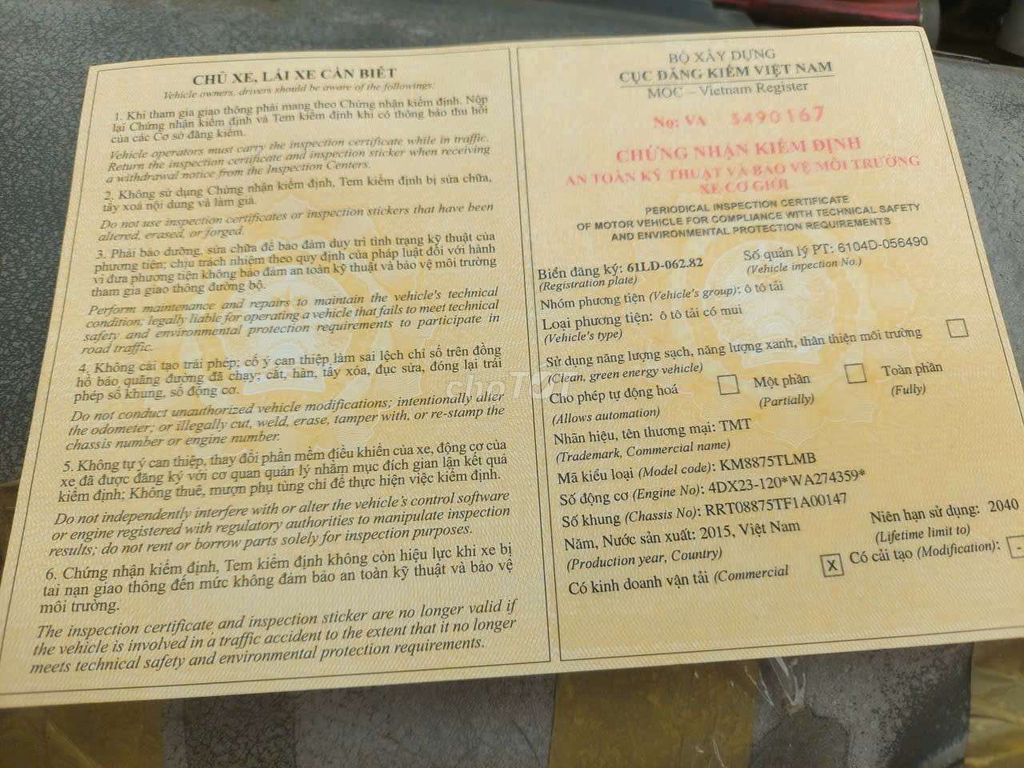 CHỦ XE, LÁI XE CẦN BIẾT
Vehicle owners, drivers should be aware of the followings:
1. Khi tham gia giao thông phải mang theo Chứng nhận kiểm định. Nộp
lại Chứng nhận kiểm định và Tem kiểm định khi có thông báo thu hồi
của các Cơ sở đăng kiểm.
Vehicle operators must carry the inspection certificate while in traffic.
Return the inspection certificate and inspection sticker when receiving
a withdrawal notice from the Inspection Centers.
2. Không sử dụng Chứng nhận kiểm định, Tem kiểm định bị sửa chữa,
tẩy xoá nội dung và làm giả.
Do not use inspection certificates or inspection stickers that have been
altered, erased, or forged.
3. Phải bảo dưỡng, sửa chữa để bảo đảm duy trì tình trạng kỹ thuật của
phương tiện; chịu trách nhiệm theo quy định của pháp luật đối với hành
vi đưa phương tiện không bảo đảm an toàn kỹ thuật và bảo vệ môi trường
tham gia giao thông đường bộ.
Perform maintenance and repairs to maintain the vehicle's technical
condition; legally liable for operating a vehicle that fails to meet technical
safety and environmental protection requirements to participate in
road traffic.
4. Không cải tạo trái phép; cố ý can thiệp làm sai lệch chỉ số trên đồng
hồ báo quãng đường đã chạy; cắt, hàn, tẩy xóa, đục sửa, đóng lại trái
phép số khung, số động cơ.
Do not conduct unauthorized vehicle modifications; intentionally alter
the odometer; or illegally cut, weld, erase, tamper with, or re-stamp the
chassis number or engine number.
5. Không tự ý can thiệp, thay đổi phần mềm điều khiển của xe, động cơ của
xe đã được đăng ký với cơ quan quản lý nhằm mục đích gian lận kết quả
kiểm định; Không thuê, mượn phụ tùng chỉ để thực hiện việc kiểm định.
Do not independently interfere with or alter the vehicle's control software
or engine registered with regulatory authorities to manipulate inspection
results; do not rent or borrow parts solely for inspection purposes.
6. Chứng nhận kiểm định, Tem kiểm định không còn hiệu lực khi xe bị
tai nạn giao thông đến mức không đảm bảo an toàn kỹ thuật và bảo vệ
môi trường.
The inspection certificate and inspection sticker are no longer valid if
the vehicle is involved in a traffic accident to the extent that it no longer
meets technical safety and environmental protection requirements.
BỘ XÂY DỰNG
CỤC ĐĂNG KIỂM VIỆT NAM
MOC – Vietnam Register
No: VA 3490167
CHỨNG NHẬN KIỂM ĐỊNH
AN TOÀN KỸ THUẬT VÀ BẢO VỆ MÔI TRƯỜNG
XE CƠ GIỚI
PERIODICAL INSPECTION CERTIFICATE
OF MOTOR VEHICLE FOR COMPLIANCE WITH TECHNICAL SAFETY
AND ENVIRONMENTAL PROTECTION REQUIREMENTS
Biển đăng ký: 61LD-062.82 Số quản lý PT: 6104D-056490
(Registration plate) (Vehicle inspection No.)
Nhóm phương tiện (Vehicle's group): ô tô tải
Loại phương tiện: ô tô tải có mui
(Vehicle's type)
Sử dụng năng lượng sạch, năng lượng xanh, thân thiện môi trường
(Clean, green energy vehicle)
Cho phép tự động hoá Một phần Toàn phần
(Allows automation) (Partially) (Fully)
Nhãn hiệu, tên thương mại: TMT
(Trademark, Commercial name)
Mã kiểu loại (Model code): KM8875TLMB
Số động cơ (Engine No): 4DX23-120*WA274359*
Số khung (Chassis No): RRT08875TF1A00147
Năm, Nước sản xuất: 2015, Việt Nam Niên hạn sử dụng: 2040
(Production year, Country) (Lifetime limit to)
Có kinh doanh vận tải (Commercial X Có cải tạo (Modification): -
choTỐT